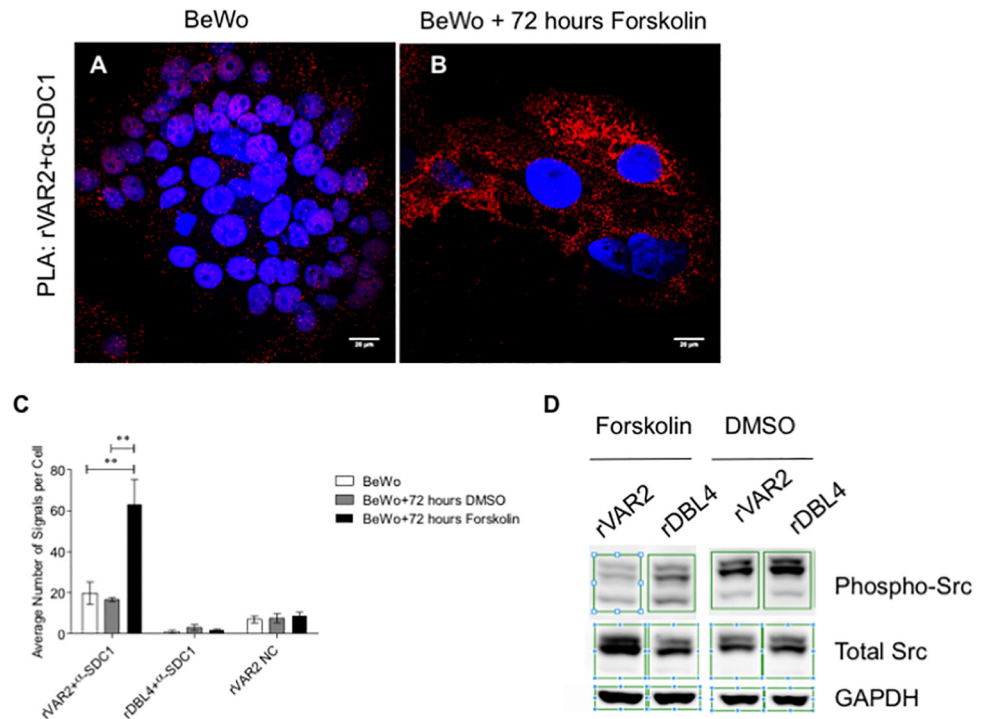 BeWo
BeWo + 72 hours Forskolin
PLA: rVAR2+α-SDC1
A
B
20 µm
20 µm
C
Average Number of Signals per Cell
80
60
40
20
0
**
**
rVAR2+α-SDC1
rDBL4+α-SDC1
rVAR2 NC
BeWo
BeWo+72 hours DMSO
BeWo+72 hours Forskolin
D
Forskolin
DMSO
rVAR2
rDBL4
rVAR2
rDBL4
Phospho-Src
Total Src
GAPDH